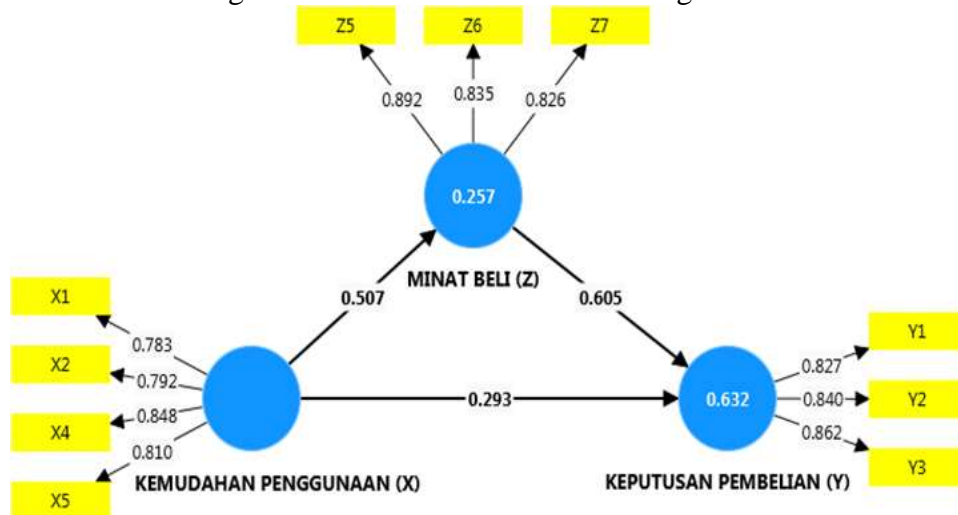 Z5 Z6 Z7
0.892 0.835 0.826
0.257
MINAT BELI (Z)
0.507 0.605
X1
X2
X4
X5
0.783
0.792
0.848
0.810
KEMUDAHAN PENGGUNAAN (X)
0.293
0.632
KEPUTUSAN PEMBELIAN (Y)
0.827
0.840
0.862
Y1
Y2
Y3